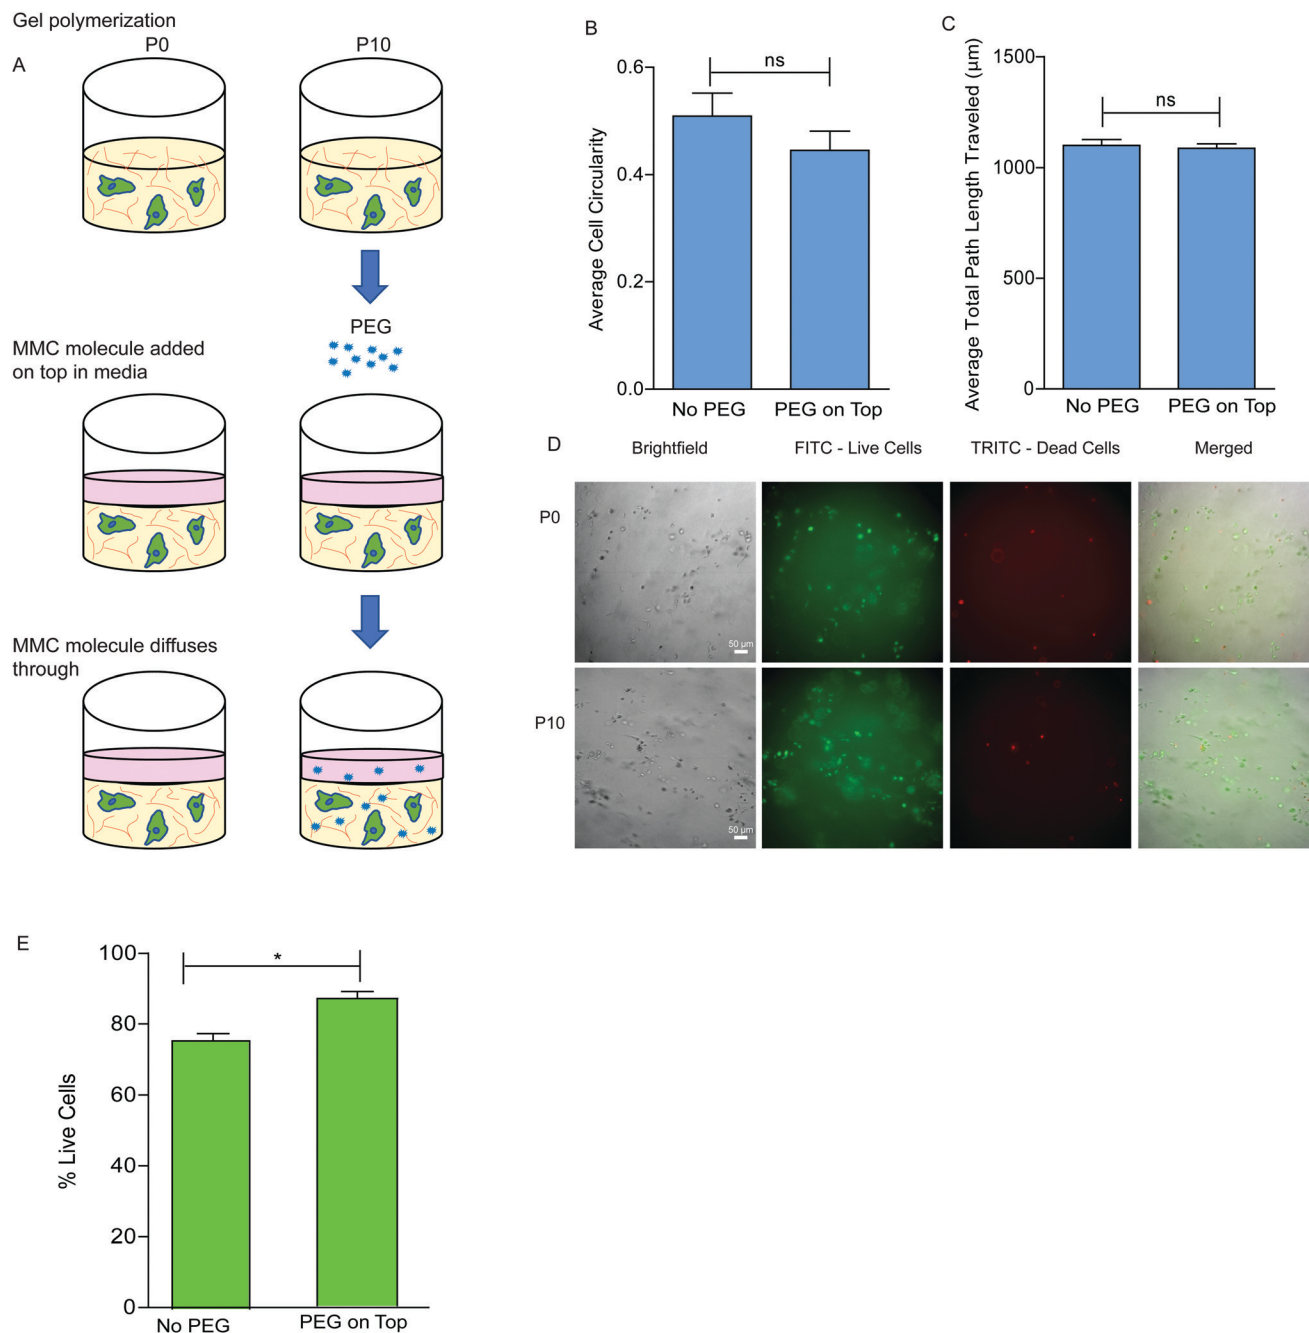 Gel polymerization
P0
P10
A
PEG
MMC molecule added
on top in media
MMC molecule diffuses
through
B
0.6
0.4
0.2
0.0
Average Cell Circularity
ns
No PEG
PEG on Top
C
1500
1000
500
0
Average Total Path Length Traveled (μm)
ns
No PEG
PEG on Top
D
Brightfield
FITC - Live Cells
TRITC - Dead Cells
Merged
P0
50 μm
P10
50 μm
E
100
80
60
40
20
0
% Live Cells
*
No PEG
PEG on Top